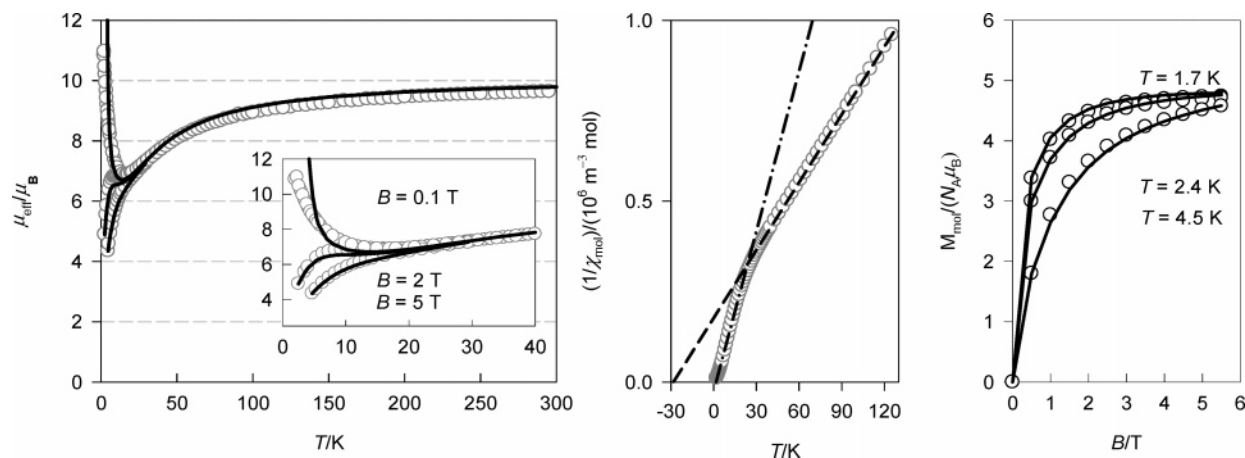 12
10
8
6
4
2
0
μeff/μB
0 50 100 150 200 250 300
T/K
12
10
8
6
4
B = 0.1 T
B = 2 T
B = 5 T
0 10 20 30 40
1.0
0.5
0.0
(1/χmol)/(10⁶ m⁻³ mol)
-30 0 30 60 90 120
T/K
6
5
4
3
2
1
0
Mmol/(NAμB)
T = 1.7 K
T = 2.4 K
T = 4.5 K
0 1 2 3 4 5 6
B/T